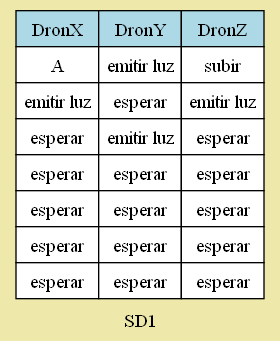 DronX DronY DronZ
A emitir luz subir
emitir luz esperar emitir luz
esperar emitir luz esperar
esperar esperar esperar
esperar esperar esperar
esperar esperar esperar
esperar esperar esperar
SD1